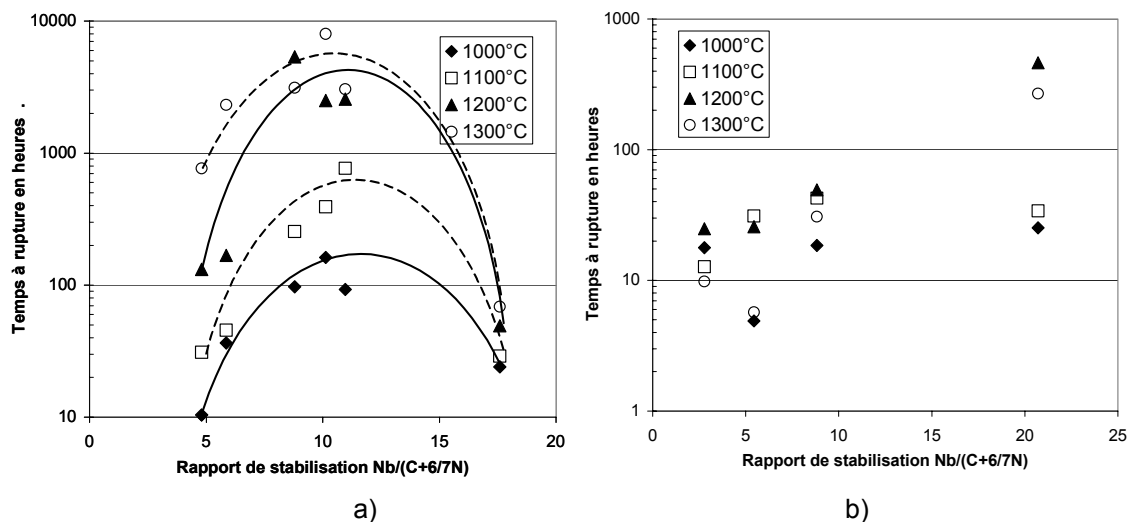 10000
1000
100
10
0
5
10
15
20
Temps à rupture en heures .
Rapport de stabilisation Nb/(C+6/7N)
1000°C
1100°C
1200°C
1300°C
a)
1000
100
10
1
0
5
10
15
20
25
Temps à rupture en heures
Rapport de stabilisation Nb/(C+6/7N)
1000°C
1100°C
1200°C
1300°C
b)